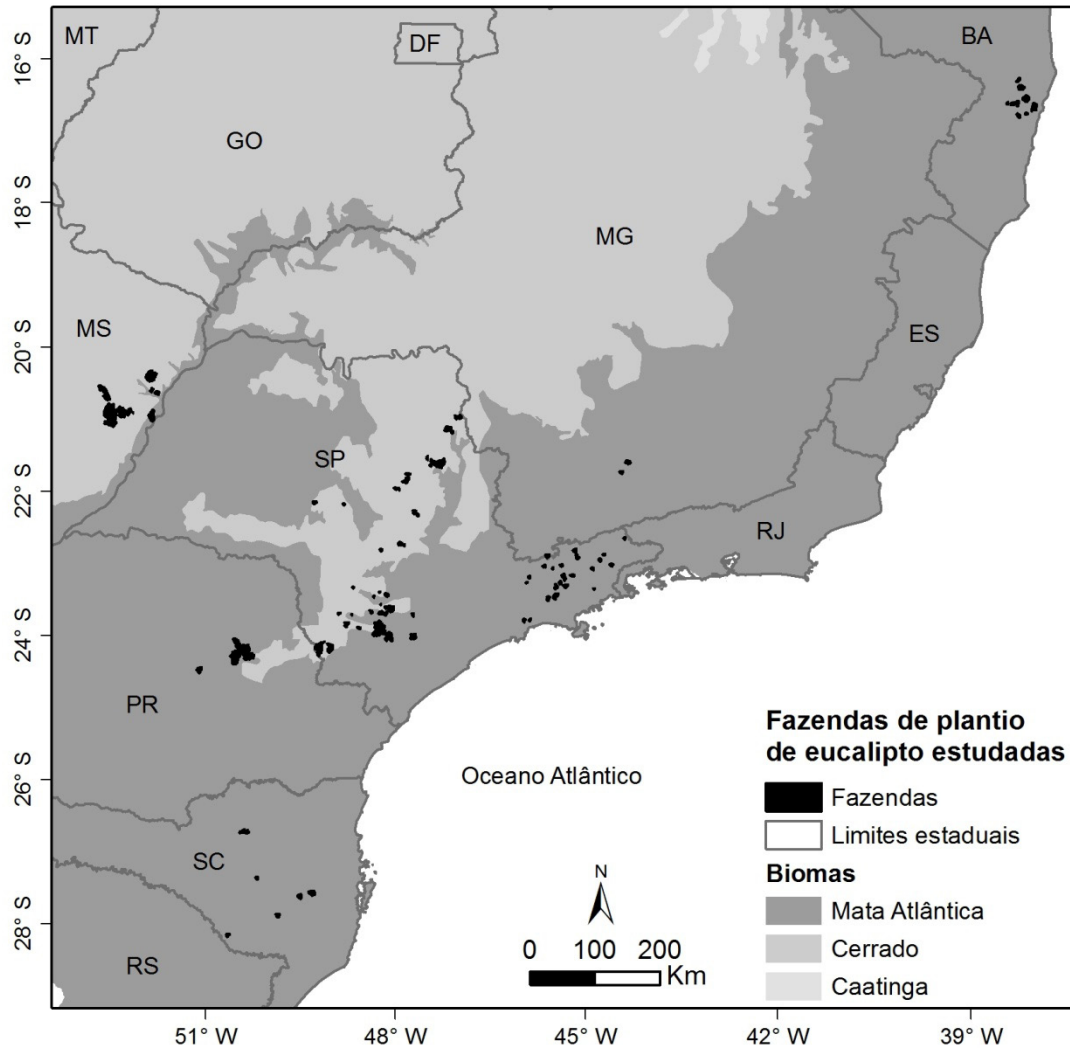 MT
DF
BA
GO
MG
MS
ES
SP
RJ
PR
SC
RS
Oceano Atlântico
16° S
18° S
20° S
22° S
24° S
26° S
28° S
51° W
48° W
45° W
42° W
39° W
N
0 100 200
Km
Fazendas de plantio
de eucalipto estudadas
Fazendas
Limites estaduais
Biomas
Mata Atlântica
Cerrado
Caatinga